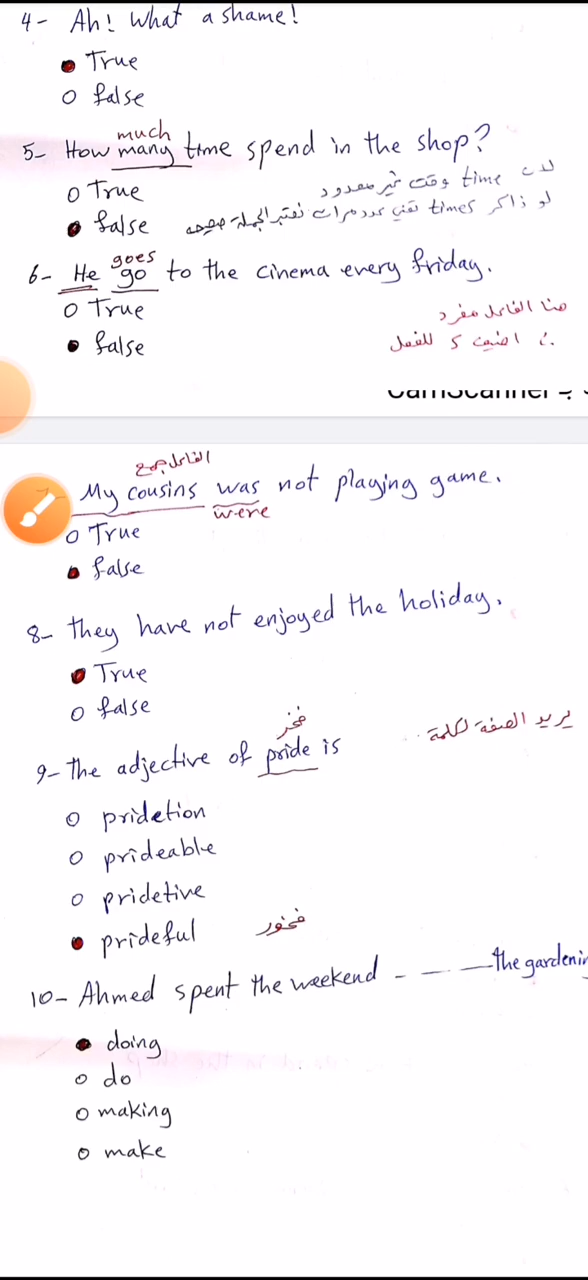 4- Ah! What a shame!
True
false
much
5- How many time spend in the shop?
True
لان time وقت غير معدود
false
لو ذاكر times تعني عدد مرات نعتبر الجملة صحيحه
goes
6- He go to the cinema every friday.
True
هنا الفاعل مفرد
false
اضيف s للفعل
CamScanner بـ
الفاعل جمع
My cousins was not playing game.
were
True
false
8- they have not enjoyed the holiday.
True
false
فخر
يريد الصفة لكلمة
9- the adjective of pride is
pridetion
prideable
pridetive
prideful
فخور
10- Ahmed spent the weekend - - - the gardenin
doing
do
making
make